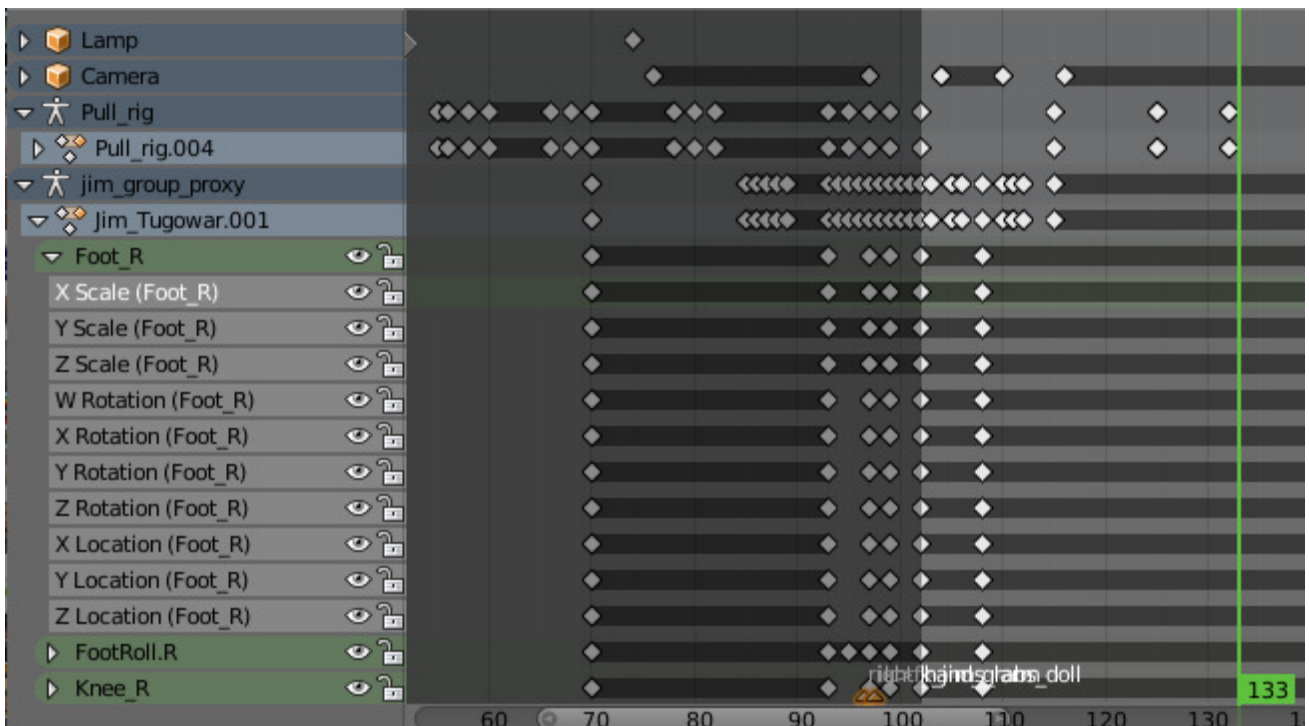 Lamp
Camera
Pull_rig
Pull_rig.004
jim_group_proxy
Jim_Tugowar.001
Foot_R
X Scale (Foot_R)
Y Scale (Foot_R)
Z Scale (Foot_R)
W Rotation (Foot_R)
X Rotation (Foot_R)
Y Rotation (Foot_R)
Z Rotation (Foot_R)
X Location (Foot_R)
Y Location (Foot_R)
Z Location (Foot_R)
FootRoll.R
doll
Knee_R
133
60 70 80 90 100 110 120 130